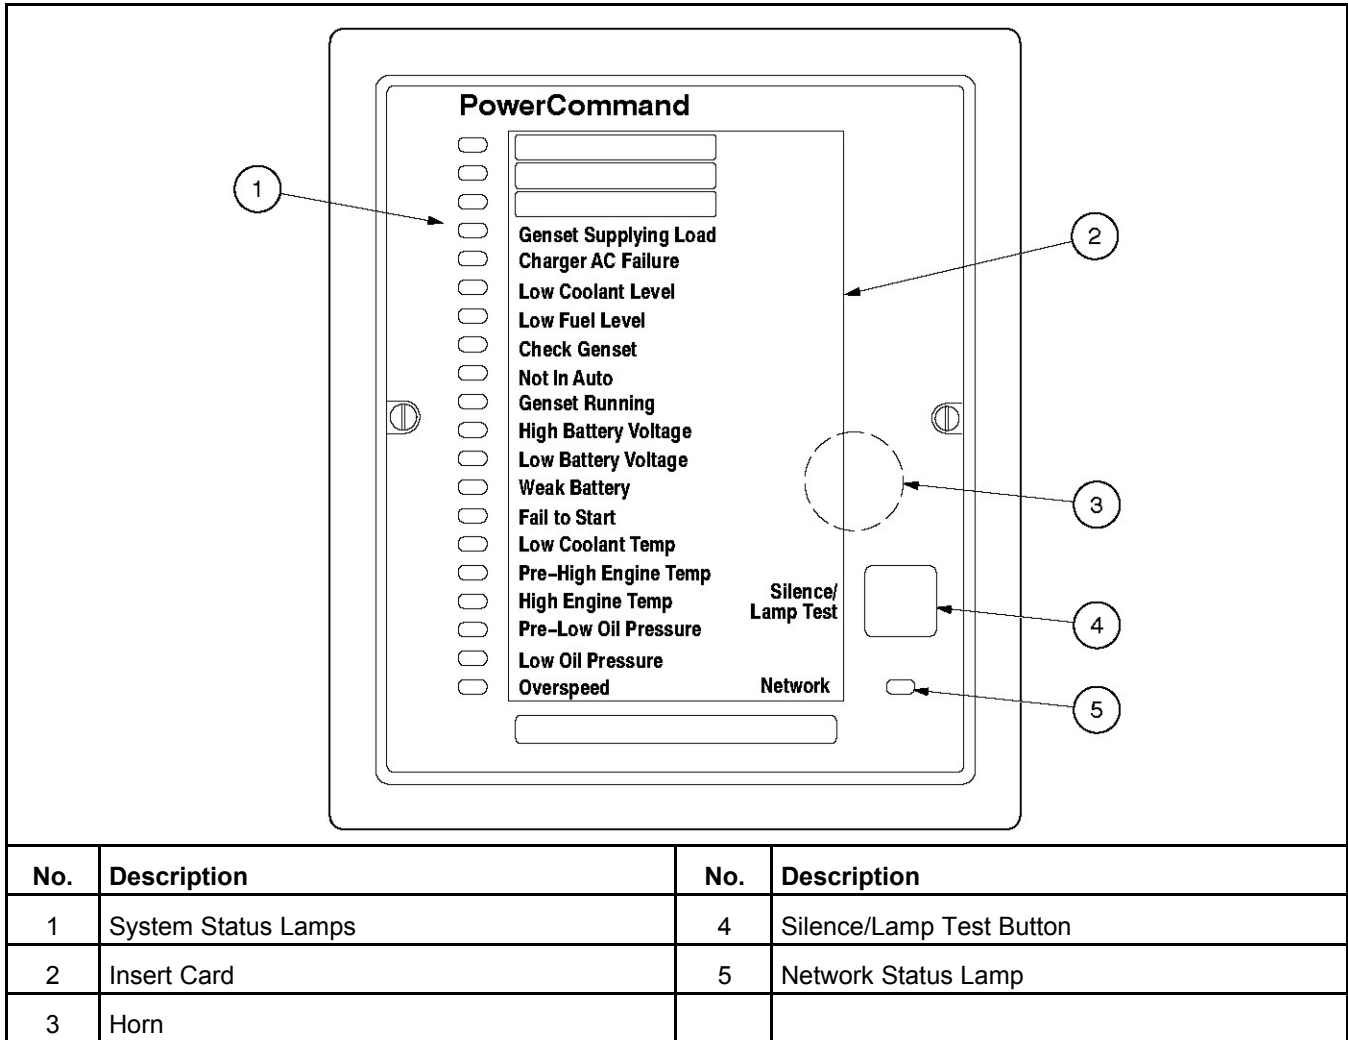 PowerCommand
1
Genset Supplying Load
2
Charger AC Failure
Low Coolant Level
Low Fuel Level
Check Genset
Not In Auto
Genset Running
High Battery Voltage
Low Battery Voltage
Weak Battery
3
Fail to Start
Low Coolant Temp
Pre-High Engine Temp
High Engine Temp
Silence/
Lamp Test
4
Pre-Low Oil Pressure
Low Oil Pressure
Overspeed
Network
5
No. Description No. Description
1 System Status Lamps 4 Silence/Lamp Test Button
2 Insert Card 5 Network Status Lamp
3 Horn